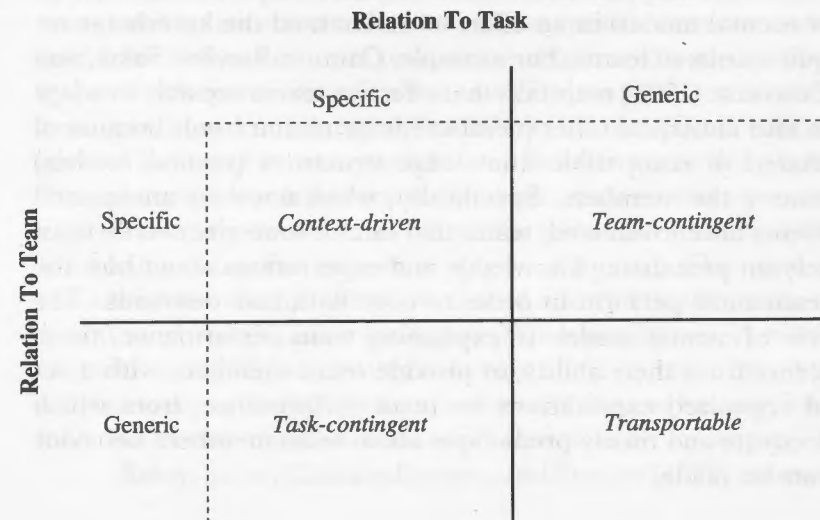 Relation To Task
Specific
Generic
Relation To Team
Specific
Context-driven
Team-contingent
Generic
Task-contingent
Transportable